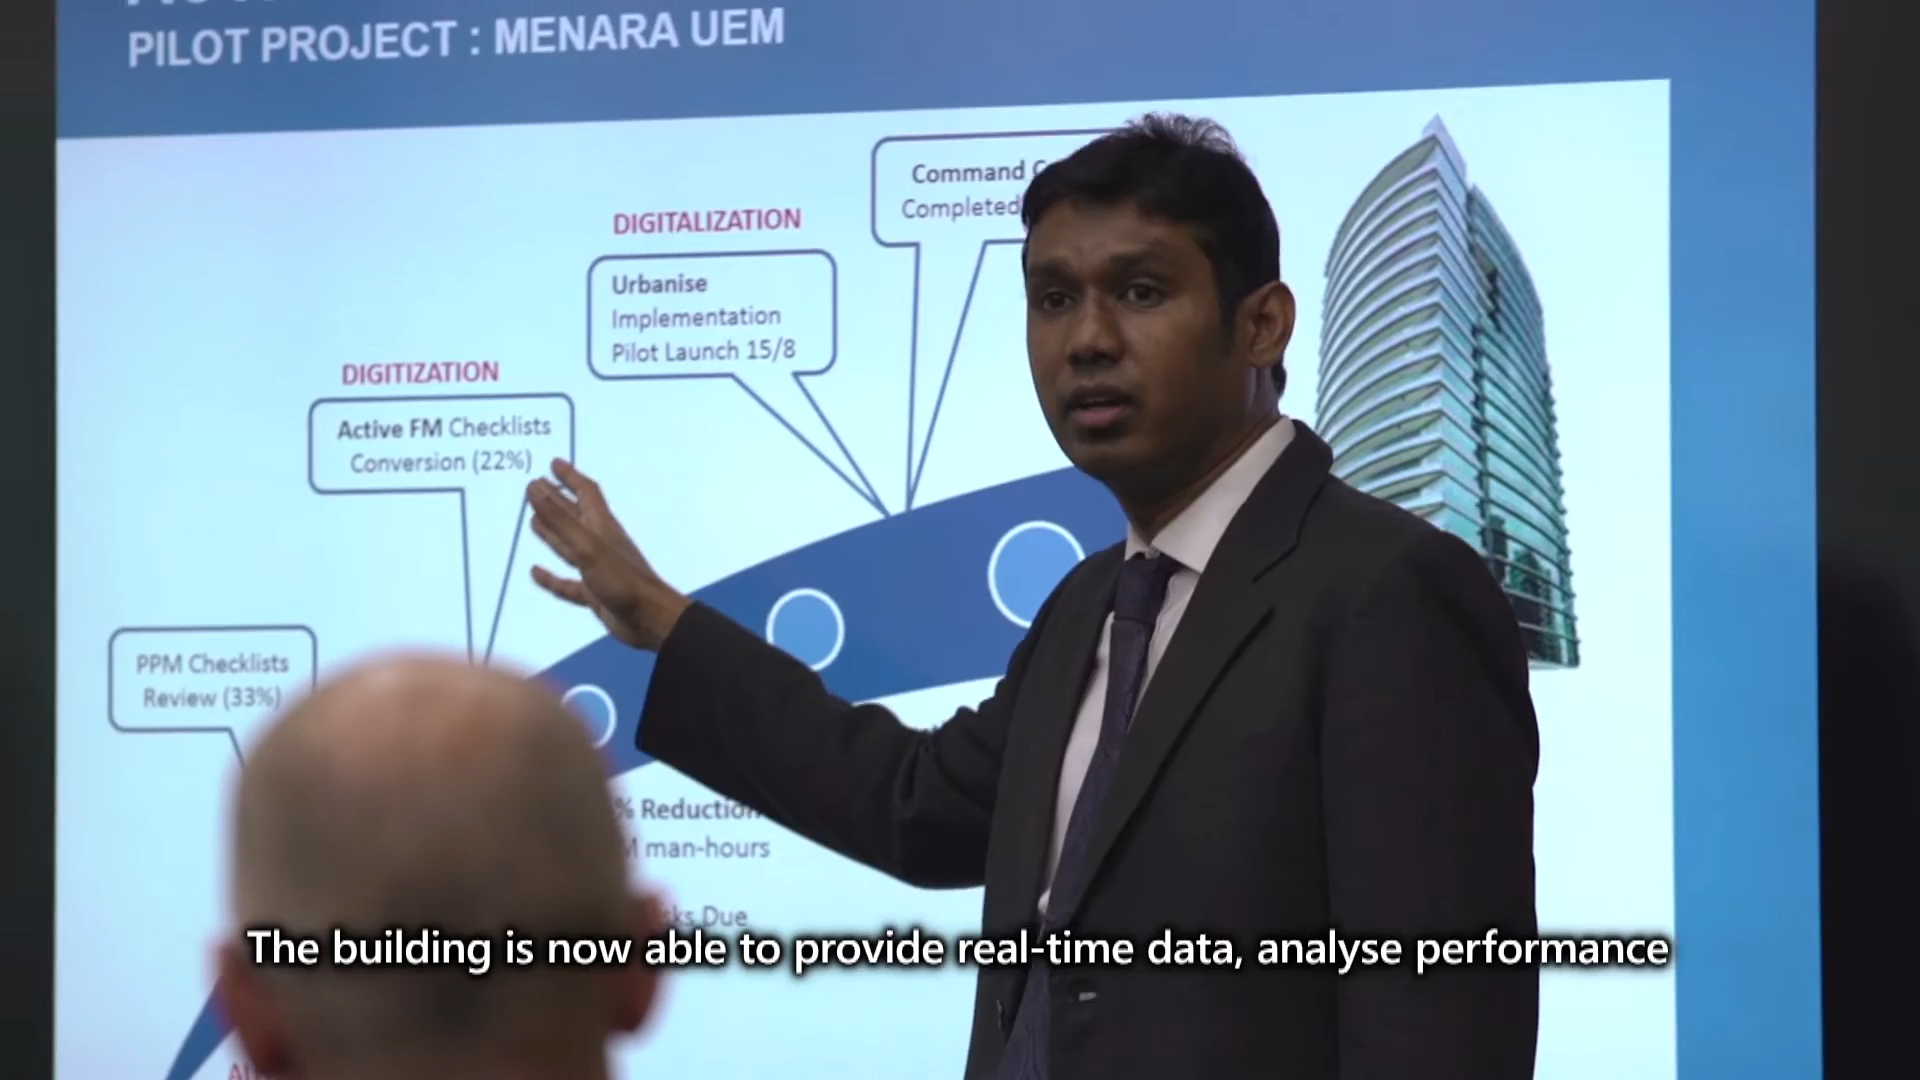 PILOT PROJECT : MENARA UEM
Command
Completed
DIGITALIZATION
Urbanise
Implementation
Pilot Launch 15/8
DIGITIZATION
Active FM Checklists
Conversion (22%)
PPM Checklists
Review (33%)
% Reduction
man-hours
Due
The building is now able to provide real-time data, analyse performance